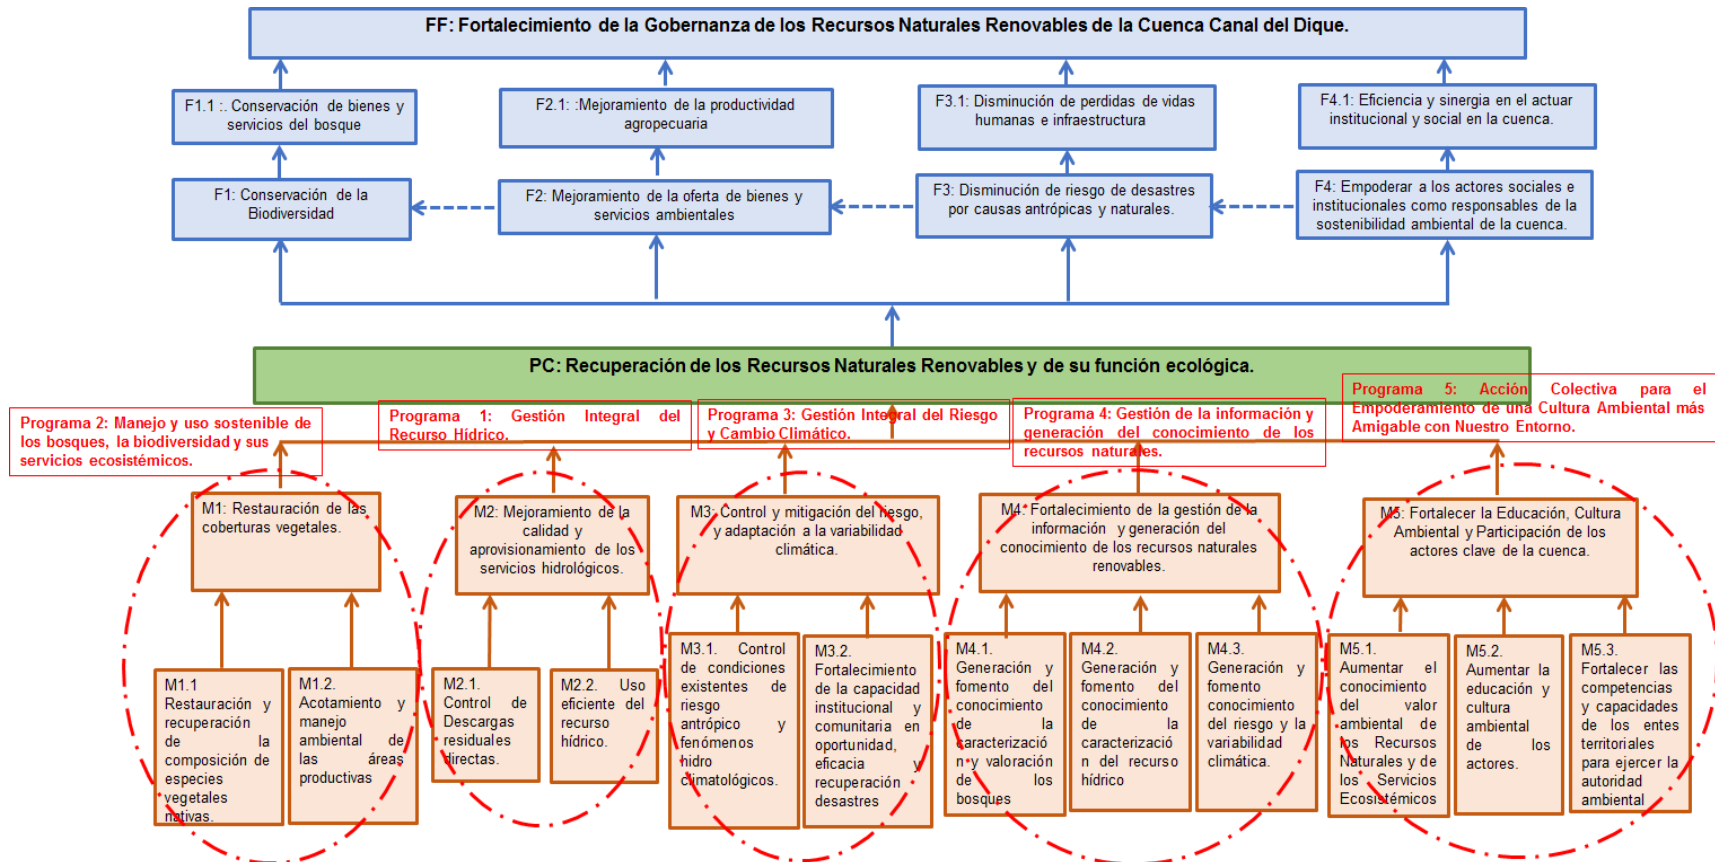 FF: Fortalecimiento de la Gobernanza de los Recursos Naturales Renovables de la Cuenca Canal del Dique.
F1.1 :. Conservación de bienes y
servicios del bosque
F2.1: :Mejoramiento de la productividad
agropecuaria
F3.1: Disminución de perdidas de vidas
humanas e infraestructura
F4.1: Eficiencia y sinergia en el actuar
institucional y social en la cuenca.
F1: Conservación de la
Biodiversidad
F2: Mejoramiento de la oferta de bienes y
servicios ambientales
F3: Disminución de riesgo de desastres
por causas antrópicas y naturales.
F4: Empoderar a los actores sociales e
institucionales como responsables de la
sostenibilidad ambiental de la cuenca.
PC: Recuperación de los Recursos Naturales Renovables y de su función ecológica.
Programa 2: Manejo y uso sostenible de
los bosques, la biodiversidad y sus
servicios ecosistémicos.
Programa 1: Gestión Integral del
Recurso Hídrico.
Programa 3: Gestión Integral del Riesgo
y Cambio Climático.
Programa 4: Gestión de la información y
generación del conocimiento de los
recursos naturales.
Programa 5: Acción Colectiva para el
Empoderamiento de una Cultura Ambiental más
Amigable con Nuestro Entorno.
M1: Restauración de las
coberturas vegetales.
M2: Mejoramiento de la
calidad y
aprovisionamiento de los
servicios hidrológicos.
M3: Control y mitigación del riesgo,
y adaptación a la variabilidad
climática.
M4: Fortalecimiento de la gestión de la
información y generación del
conocimiento de los recursos naturales
renovables.
M5: Fortalecer la Educación, Cultura
Ambiental y Participación de los
actores clave de la cuenca.
M1.1
Restauración y
recuperación
de la
composición de
especies
vegetales
nativas.
M1.2.
Acotamiento y
manejo
ambiental de
las áreas
productivas
M2.1.
Control de
Descargas
residuales
directas.
M2.2. Uso
eficiente del
recurso
hídrico.
M3.1. Control
de condiciones
existentes de
riesgo
antrópico y
fenómenos
hidro
climatológicos.
M3.2.
Fortalecimiento
de la capacidad
institucional y
comunitaria en
oportunidad,
eficacia y
recuperación
desastres
M4.1.
Generación y
fomento del
conocimiento
de la
caracterizació
n y valoración
de los
bosques
M4.2.
Generación y
fomento del
conocimiento
de la
caracterizació
n del recurso
hídrico
M4.3.
Generación y
fomento
conocimiento
del riesgo y la
variabilidad
climática.
M5.1.
Aumentar el
conocimiento
del valor
ambiental de
los Recursos
Naturales y de
los Servicios
Ecosistémicos
M5.2.
Aumentar la
educación y
cultura
ambiental
de los
actores.
M5.3.
Fortalecer las
competencias
y capacidades
de los entes
territoriales
para ejercer la
autoridad
ambiental